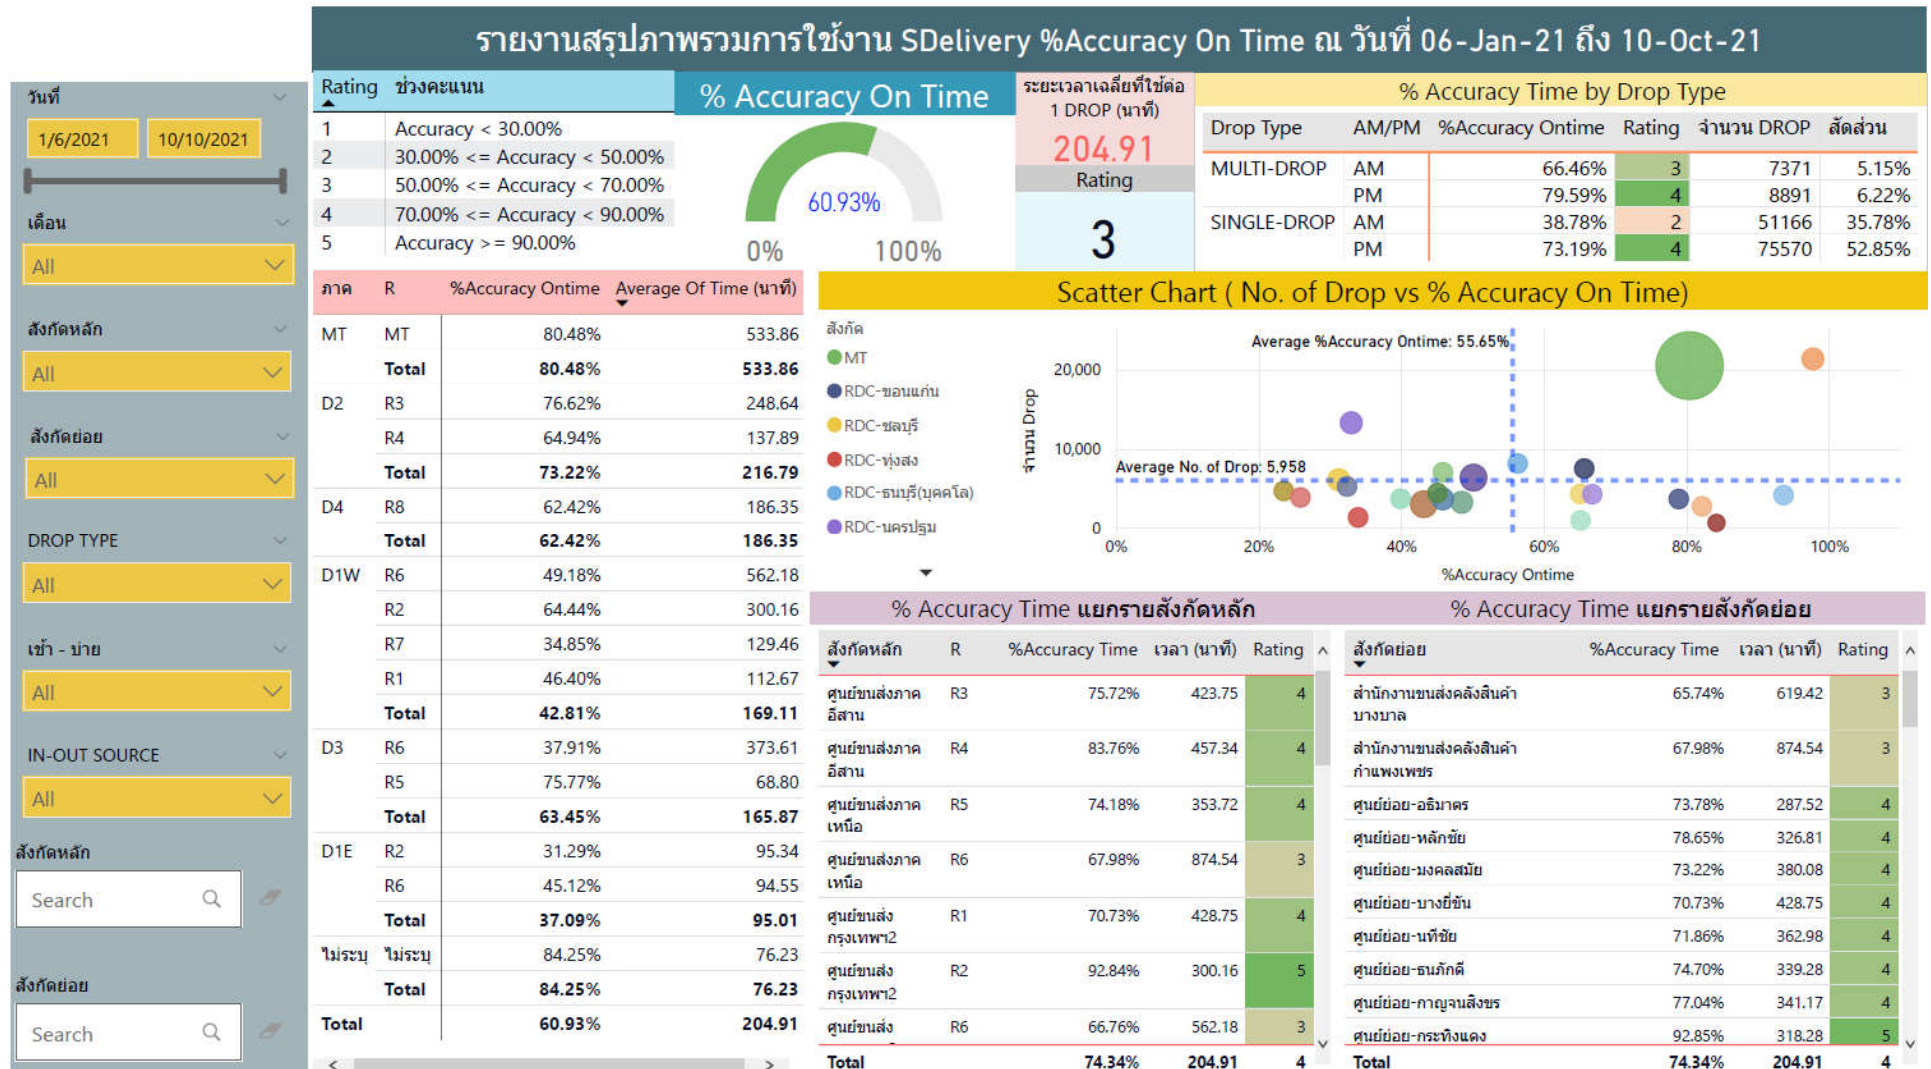 รายงานสรุปภาพรวมการใช้งาน SDelivery %Accuracy On Time ณ วันที่ 06-Jan-21 ถึง 10-Oct-21
วันที่
1/6/2021 10/10/2021
เดือน
All
สังกัดหลัก
All
สังกัดย่อย
All
DROP TYPE
All
เช้า - บ่าย
All
IN-OUT SOURCE
All
สังกัดหลัก
Search
สังกัดย่อย
Search
Rating ช่วงคะแนน
1 Accuracy < 30.00%
2 30.00% <= Accuracy < 50.00%
3 50.00% <= Accuracy < 70.00%
4 70.00% <= Accuracy < 90.00%
5 Accuracy >= 90.00%
% Accuracy On Time
60.93%
0% 100%
ระยะเวลาเฉลี่ยที่ใช้ต่อ
1 DROP (นาที)
204.91
Rating
3
% Accuracy Time by Drop Type
Drop Type AM/PM %Accuracy Ontime Rating จำนวน DROP สัดส่วน
MULTI-DROP AM 66.46% 3 7371 5.15%
PM 79.59% 4 8891 6.22%
SINGLE-DROP AM 38.78% 2 51166 35.78%
PM 73.19% 4 75570 52.85%
ภาค R %Accuracy Ontime Average Of Time (นาที)
MT MT 80.48% 533.86
Total 80.48% 533.86
D2 R3 76.62% 248.64
R4 64.94% 137.89
Total 73.22% 216.79
D4 R8 62.42% 186.35
Total 62.42% 186.35
D1W R6 49.18% 562.18
R2 64.44% 300.16
R7 34.85% 129.46
R1 46.40% 112.67
Total 42.81% 169.11
D3 R6 37.91% 373.61
R5 75.77% 68.80
Total 63.45% 165.87
D1E R2 31.29% 95.34
R6 45.12% 94.55
Total 37.09% 95.01
ไม่ระบุ ไม่ระบุ 84.25% 76.23
Total 84.25% 76.23
Total 60.93% 204.91
Scatter Chart ( No. of Drop vs % Accuracy On Time)
สังกัด
MT
RDC-ขอนแก่น
RDC-ชลบุรี
RDC-ทุ่งสง
RDC-ธนบุรี(บุคคโล)
RDC-นครปฐม
จำนวน Drop
20,000
10,000
0
Average %Accuracy Ontime: 55.65%
Average No. of Drop: 5,958
0% 20% 40% 60% 80% 100%
%Accuracy Ontime
% Accuracy Time แยกรายสังกัดหลัก
สังกัดหลัก R %Accuracy Time เวลา (นาที) Rating
ศูนย์ขนส่งภาค R3 75.72% 423.75 4
อีสาน
ศูนย์ขนส่งภาค R4 83.76% 457.34 4
อีสาน
ศูนย์ขนส่งภาค R5 74.18% 353.72 4
เหนือ
ศูนย์ขนส่งภาค R6 67.98% 874.54 3
เหนือ
ศูนย์ขนส่ง R1 70.73% 428.75 4
กรุงเทพฯ2
ศูนย์ขนส่ง R2 92.84% 300.16 5
กรุงเทพฯ2
ศูนย์ขนส่ง R6 66.76% 562.18 3
Total 74.34% 204.91 4
% Accuracy Time แยกรายสังกัดย่อย
สังกัดย่อย %Accuracy Time เวลา (นาที) Rating
สำนักงานขนส่งคลังสินค้า 65.74% 619.42 3
บางบาล
สำนักงานขนส่งคลังสินค้า 67.98% 874.54 3
กำแพงเพชร
ศูนย์ย่อย-อธิมาตร 73.78% 287.52 4
ศูนย์ย่อย-หลักชัย 78.65% 326.81 4
ศูนย์ย่อย-มงคลสมัย 73.22% 380.08 4
ศูนย์ย่อย-บางยี่ขัน 70.73% 428.75 4
ศูนย์ย่อย-นทีชัย 71.86% 362.98 4
ศูนย์ย่อย-ธนภักดี 74.70% 339.28 4
ศูนย์ย่อย-กาญจนสิงขร 77.04% 341.17 4
ศูนย์ย่อย-กระทิงแดง 92.85% 318.28 5
Total 74.34% 204.91 4